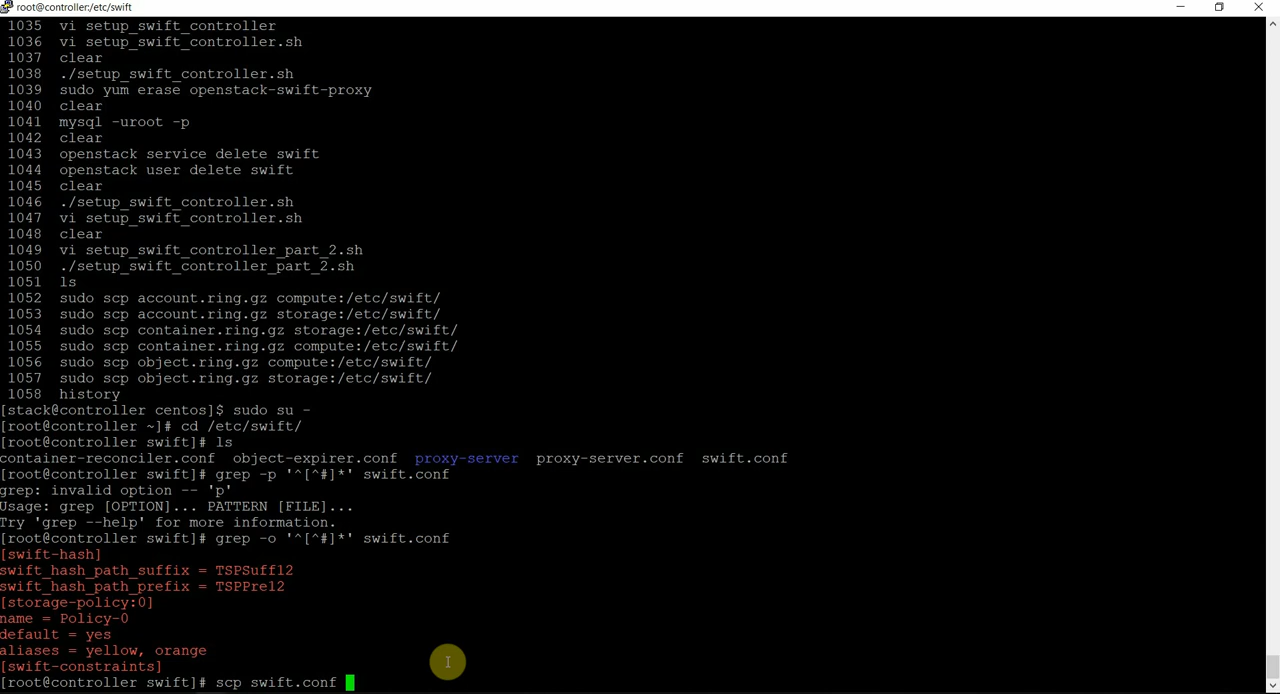 root@controller:/etc/swift
1035 vi setup_swift_controller
1036 vi setup_swift_controller.sh
1037 clear
1038 ./setup_swift_controller.sh
1039 sudo yum erase openstack-swift-proxy
1040 clear
1041 mysql -uroot -p
1042 clear
1043 openstack service delete swift
1044 openstack user delete swift
1045 clear
1046 ./setup_swift_controller.sh
1047 vi setup_swift_controller.sh
1048 clear
1049 vi setup_swift_controller_part_2.sh
1050 ./setup_swift_controller_part_2.sh
1051 ls
1052 sudo scp account.ring.gz compute:/etc/swift/
1053 sudo scp account.ring.gz storage:/etc/swift/
1054 sudo scp container.ring.gz storage:/etc/swift/
1055 sudo scp container.ring.gz compute:/etc/swift/
1056 sudo scp object.ring.gz compute:/etc/swift/
1057 sudo scp object.ring.gz storage:/etc/swift/
1058 history
[stack@controller centos]$ sudo su -
[root@controller ~]# cd /etc/swift/
[root@controller swift]# ls
container-reconciler.conf object-expirer.conf proxy-server proxy-server.conf swift.conf
[root@controller swift]# grep -p '^[^#]*' swift.conf
grep: invalid option -- 'p'
Usage: grep [OPTION]... PATTERN [FILE]...
Try 'grep --help' for more information.
[root@controller swift]# grep -o '^[^#]*' swift.conf
[swift-hash]
swift_hash_path_suffix = TSPSuff12
swift_hash_path_prefix = TSPPre12
[storage-policy:0]
name = Policy-0
default = yes
aliases = yellow, orange
[swift-constraints]
[root@controller swift]# scp swift.conf